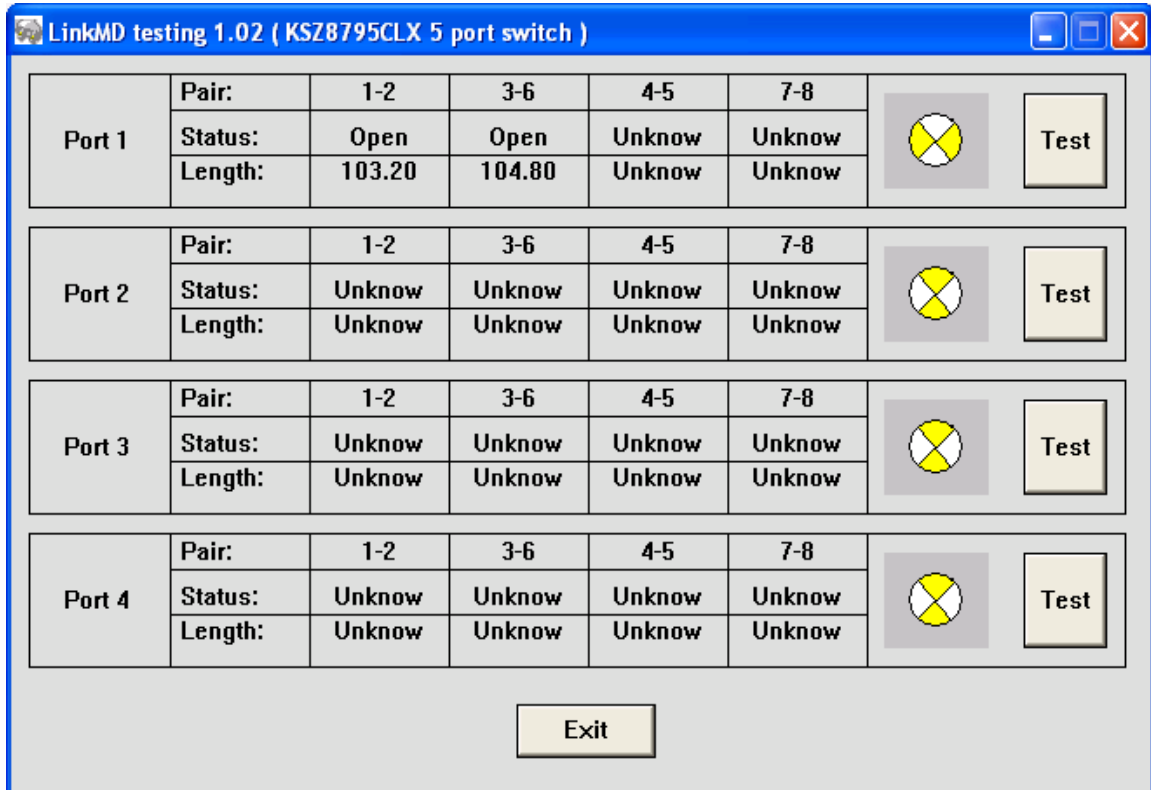 LinkMD testing 1.02 ( KSZ8795CLX 5 port switch )
Port 1
Pair: 1-2 3-6 4-5 7-8
Status: Open Open Unknow Unknow
Length: 103.20 104.80 Unknow Unknow
Test
Port 2
Pair: 1-2 3-6 4-5 7-8
Status: Unknow Unknow Unknow Unknow
Length: Unknow Unknow Unknow Unknow
Test
Port 3
Pair: 1-2 3-6 4-5 7-8
Status: Unknow Unknow Unknow Unknow
Length: Unknow Unknow Unknow Unknow
Test
Port 4
Pair: 1-2 3-6 4-5 7-8
Status: Unknow Unknow Unknow Unknow
Length: Unknow Unknow Unknow Unknow
Test
Exit